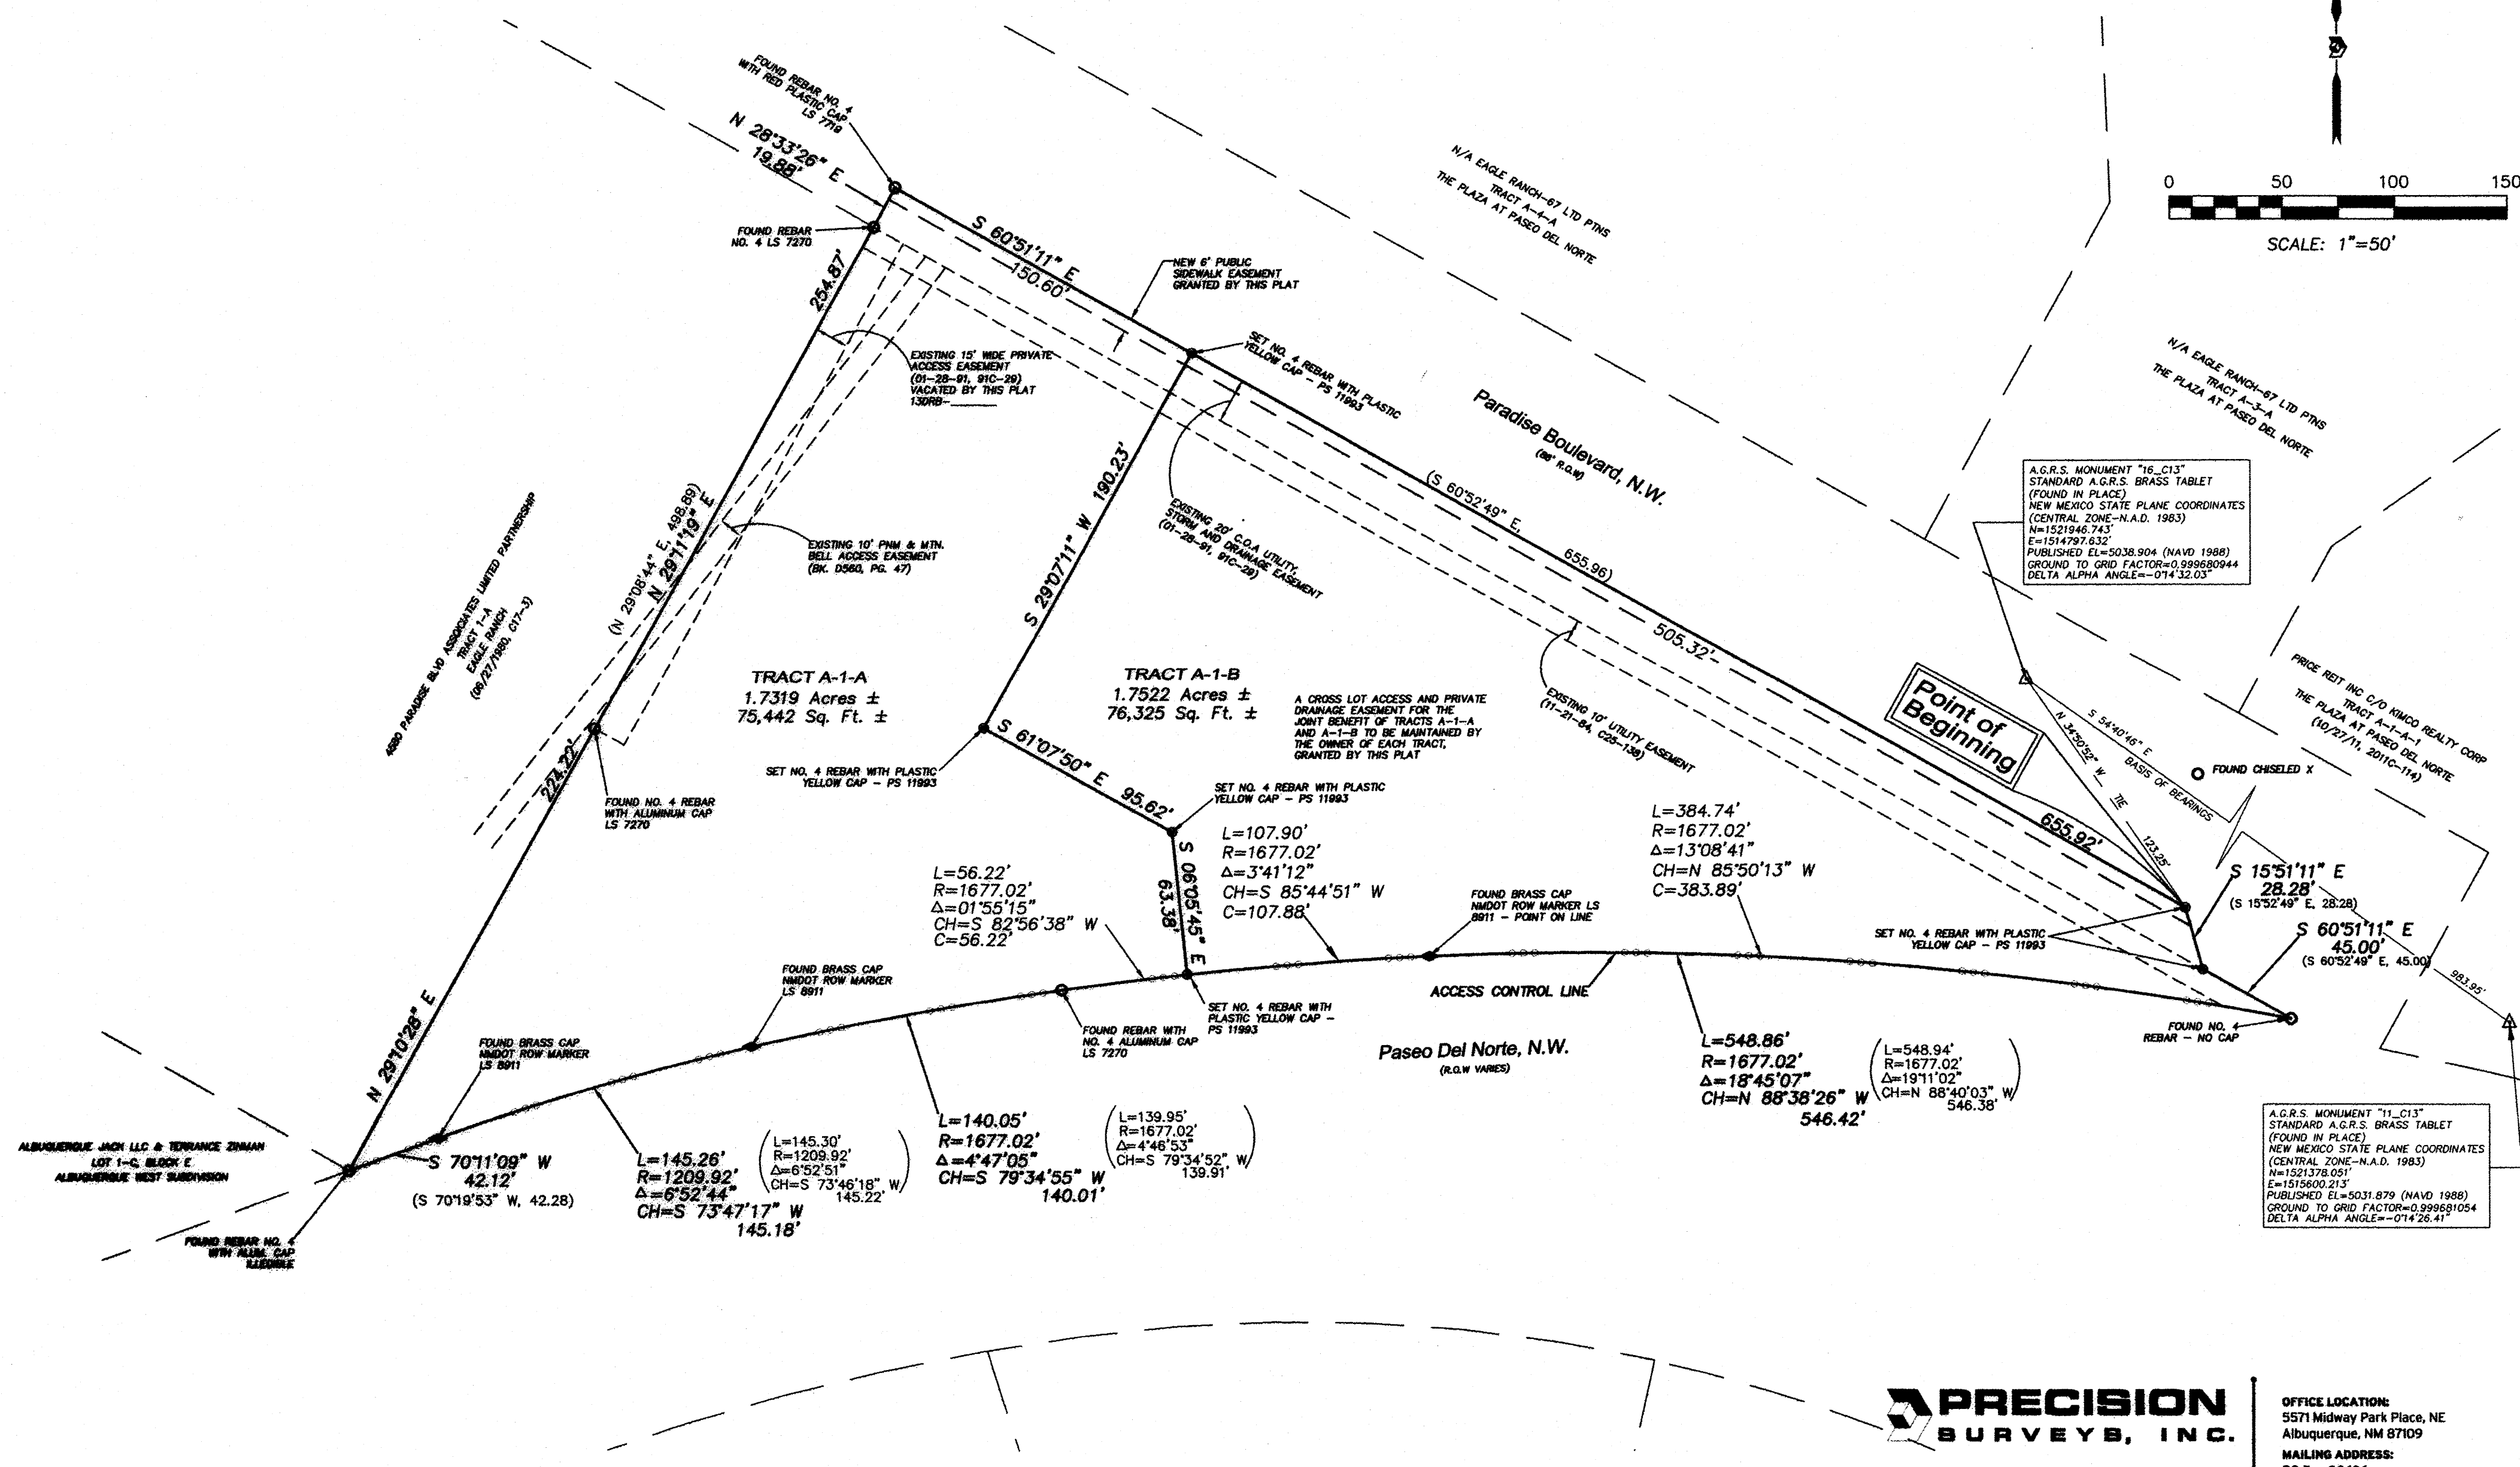 FOUND REBAR NO. 4
WITH RED PLASTIC CAP
LS 7719
N 28°33'26" E
19.88'
FOUND REBAR
NO. 4 LS 7270
S 60°51'11" E
150.60'
NEW 6' PUBLIC
SIDEWALK EASEMENT
GRANTED BY THIS PLAT
N/A EAGLE RANCH-67 LTD PTNS
TRACT A-4-A
THE PLAZA AT PASEO DEL NORTE
0 50 100 150
SCALE: 1"=50'
254.87'
EXISTING 15' WIDE PRIVATE
ACCESS EASEMENT
(01-28-91, 91C-29)
VACATED BY THIS PLAT
13DRB-
SET NO. 4 REBAR WITH PLASTIC
YELLOW CAP - PS 11993
Paradise Boulevard, N.W.
(86' R.O.W)
N/A EAGLE RANCH-67 LTD PTNS
TRACT A-3-A
THE PLAZA AT PASEO DEL NORTE
A.G.R.S. MONUMENT "16_C13"
STANDARD A.G.R.S. BRASS TABLET
(FOUND IN PLACE)
NEW MEXICO STATE PLANE COORDINATES
(CENTRAL ZONE-N.A.D. 1983)
N=1521946.743'
E=1514797.632'
PUBLISHED EL=5038.904 (NAVD 1988)
GROUND TO GRID FACTOR=0.999680944
DELTA ALPHA ANGLE=-0°14'32.03"
(S 60°52'49" E,
655.96)
4580 PARADISE BLVD ASSOCIATES LIMITED PARTNERSHIP
TRACT 1-A
EAGLE RANCH
(06/27/1980, C17-3)
(N 29°08'44" E, 498.89)
N 29°11'19" E
EXISTING 10' PNM & MTN.
BELL ACCESS EASEMENT
(BK. D560, PG. 47)
S 29°07'11" W 190.23'
EXISTING 20' C.O.A UTILITY,
STORM AND DRAINAGE EASEMENT
(01-28-91, 91C-29)
505.32'
TRACT A-1-A
1.7319 Acres ±
75,442 Sq. Ft. ±
TRACT A-1-B
1.7522 Acres ±
76,325 Sq. Ft. ±
A CROSS LOT ACCESS AND PRIVATE
DRAINAGE EASEMENT FOR THE
JOINT BENEFIT OF TRACTS A-1-A
AND A-1-B TO BE MAINTAINED BY
THE OWNER OF EACH TRACT,
GRANTED BY THIS PLAT
EXISTING 10' UTILITY EASEMENT
(11-21-84, C25-138)
Point of
Beginning
N 34°50'52" W TIE
123.25'
S 54°40'46" E
BASIS OF BEARINGS
FOUND CHISELED X
PRICE REIT INC C/O KIMCO REALTY CORP
TRACT A-1-A-1
THE PLAZA AT PASEO DEL NORTE
(10/27/11, 2011C-114)
224.22'
SET NO. 4 REBAR WITH PLASTIC
YELLOW CAP - PS 11993
S 61°07'50" E 95.62'
FOUND NO. 4 REBAR
WITH ALUMINUM CAP
LS 7270
SET NO. 4 REBAR WITH PLASTIC
YELLOW CAP - PS 11993
L=107.90'
R=1677.02'
Δ=3°41'12"
CH=S 85°44'51" W
C=107.88'
L=384.74'
R=1677.02'
Δ=13°08'41"
CH=N 85°50'13" W
C=383.89'
655.92'
L=56.22'
R=1677.02'
Δ=01°55'15"
CH=S 82°56'38" W
C=56.22'
S 06°05'45" E
63.38'
FOUND BRASS CAP
NMDOT ROW MARKER LS
8911 - POINT ON LINE
S 15°51'11" E
28.28'
(S 15°52'49" E, 28.28)
SET NO. 4 REBAR WITH PLASTIC
YELLOW CAP - PS 11993
S 60°51'11" E
45.00'
(S 60°52'49" E, 45.00)
983.95'
FOUND BRASS CAP
NMDOT ROW MARKER
LS 8911
ACCESS CONTROL LINE
N 29°10'28" E
FOUND BRASS CAP
NMDOT ROW MARKER
LS 8911
FOUND REBAR WITH
NO. 4 ALUMINUM CAP
LS 7270
SET NO. 4 REBAR WITH
PLASTIC YELLOW CAP -
PS 11993
Paseo Del Norte, N.W.
(R.O.W VARIES)
FOUND NO. 4
REBAR - NO CAP
L=548.86'
R=1677.02'
Δ=18°45'07"
CH=N 88°38'26" W
546.42'
L=548.94'
R=1677.02'
Δ=19°11'02"
CH=N 88°40'03" W
546.38'
ALBUQUERQUE JACK LLC & TERRANCE ZINMAN
LOT 1-C, BLOCK E
ALBUQUERQUE WEST SUBDIVISION
S 70°11'09" W
42.12'
(S 70°19'53" W, 42.28)
L=145.26'
R=1209.92'
Δ=6°52'44"
CH=S 73°47'17" W
145.18'
L=145.30'
R=1209.92'
Δ=6°52'51"
CH=S 73°46'18" W
145.22'
L=140.05'
R=1677.02'
Δ=4°47'05"
CH=S 79°34'55" W
140.01'
L=139.95'
R=1677.02'
Δ=4°46'53"
CH=S 79°34'52" W
139.91'
FOUND REBAR NO. 4
WITH ALUM. CAP
ILLEGIBLE
A.G.R.S. MONUMENT "11_C13"
STANDARD A.G.R.S. BRASS TABLET
(FOUND IN PLACE)
NEW MEXICO STATE PLANE COORDINATES
(CENTRAL ZONE-N.A.D. 1983)
N=1521378.051'
E=1515600.213'
PUBLISHED EL=5031.879 (NAVD 1988)
GROUND TO GRID FACTOR=0.999681054
DELTA ALPHA ANGLE=-0°14'26.41"
PRECISION
SURVEYS, INC.
OFFICE LOCATION:
5571 Midway Park Place, NE
Albuquerque, NM 87109
MAILING ADDRESS: